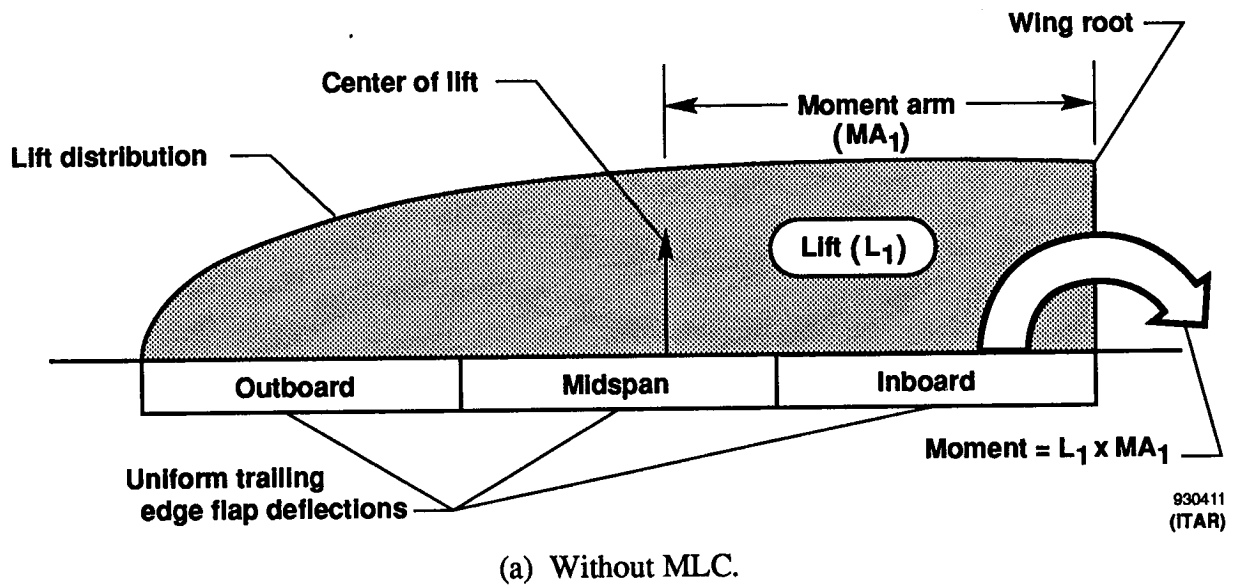 Wing root
Center of lift
Moment arm
(MA1)
Lift distribution
Lift (L1)
Outboard
Midspan
Inboard
Moment = L1 x MA1
Uniform trailing
edge flap deflections
930411
(ITAR)
(a) Without MLC.